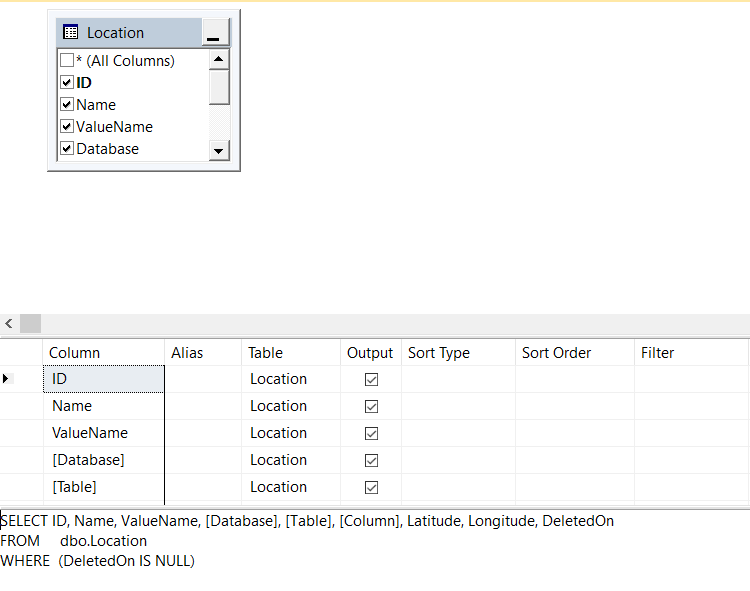 Location
* (All Columns)
ID
Name
ValueName
Database
Column Alias Table Output Sort Type Sort Order Filter
ID Location
Name Location
ValueName Location
[Database] Location
[Table] Location
SELECT ID, Name, ValueName, [Database], [Table], [Column], Latitude, Longitude, DeletedOn
FROM dbo.Location
WHERE (DeletedOn IS NULL)